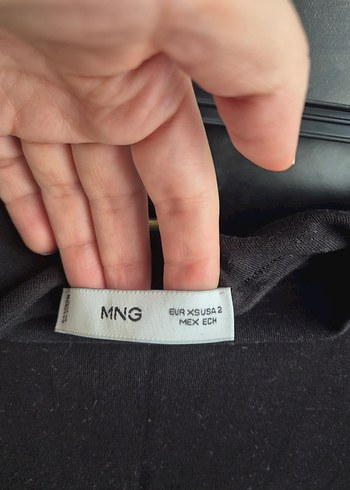 MNG
EUR XS USA 2
MEX ECH